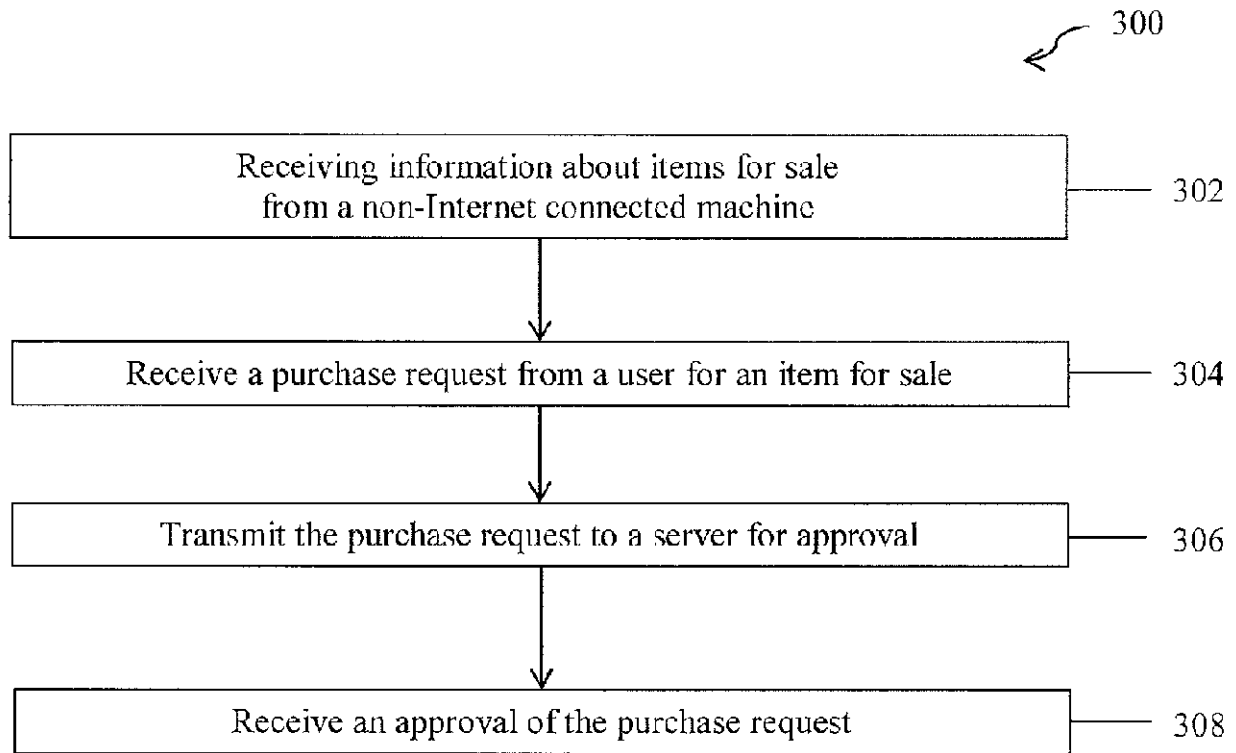 300
Receiving information about items for sale
from a non-Internet connected machine
302
Receive a purchase request from a user for an item for sale
304
Transmit the purchase request to a server for approval
306
Receive an approval of the purchase request
308